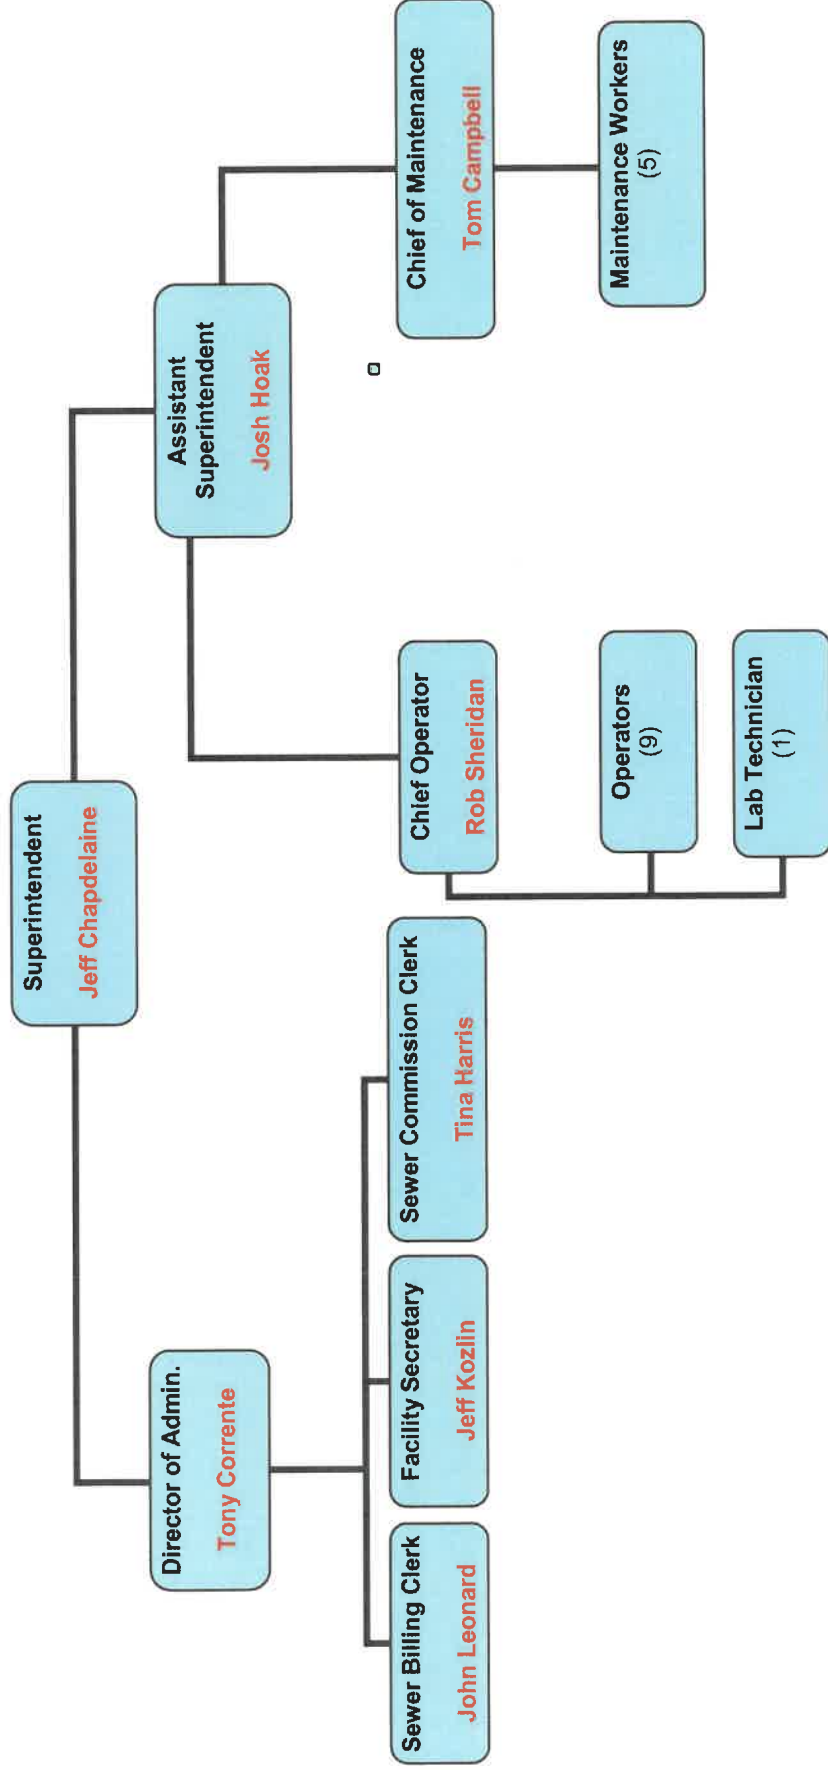 Superintendent
Jeff Chapdelaine
Director of Admin.
Tony Corrente
Assistant
Superintendent
Josh Hoak
Sewer Billing Clerk
John Leonard
Facility Secretary
Jeff Kozlin
Sewer Commission Clerk
Tina Harris
Chief Operator
Rob Sheridan
Chief of Maintenance
Tom Campbell
Operators
(9)
Maintenance Workers
(5)
Lab Technician
(1)